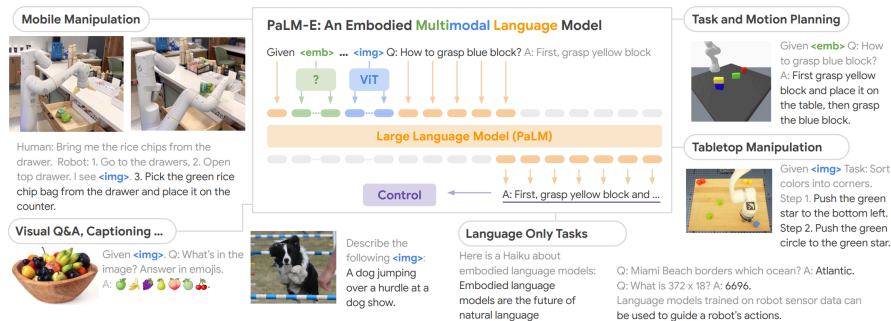 Mobile Manipulation
Human: Bring me the rice chips from the
drawer. Robot: 1. Go to the drawers, 2. Open
top drawer. I see <img>. 3. Pick the green rice
chip bag from the drawer and place it on the
counter.
Visual Q&A, Captioning ...
Given <img>. Q: What's in the
image? Answer in emojis.
A: 🍏🍌🍇🍐🍑🍈🍒.
PaLM-E: An Embodied Multimodal Language Model
Given <emb> ... <img> Q: How to grasp blue block? A: First, grasp yellow block
?
ViT
Large Language Model (PaLM)
Control
A: First, grasp yellow block and ...
Describe the
following <img>:
A dog jumping
over a hurdle at a
dog show.
Language Only Tasks
Here is a Haiku about
embodied language models:
Embodied language
models are the future of
natural language
Q: Miami Beach borders which ocean? A: Atlantic.
Q: What is 372 x 18? A: 6696.
Language models trained on robot sensor data can
be used to guide a robot's actions.
Task and Motion Planning
Given <emb> Q: How
to grasp blue block?
A: First grasp yellow
block and place it on
the table, then grasp
the blue block.
Tabletop Manipulation
Given <img> Task: Sort
colors into corners.
Step 1. Push the green
star to the bottom left.
Step 2. Push the green
circle to the green star.